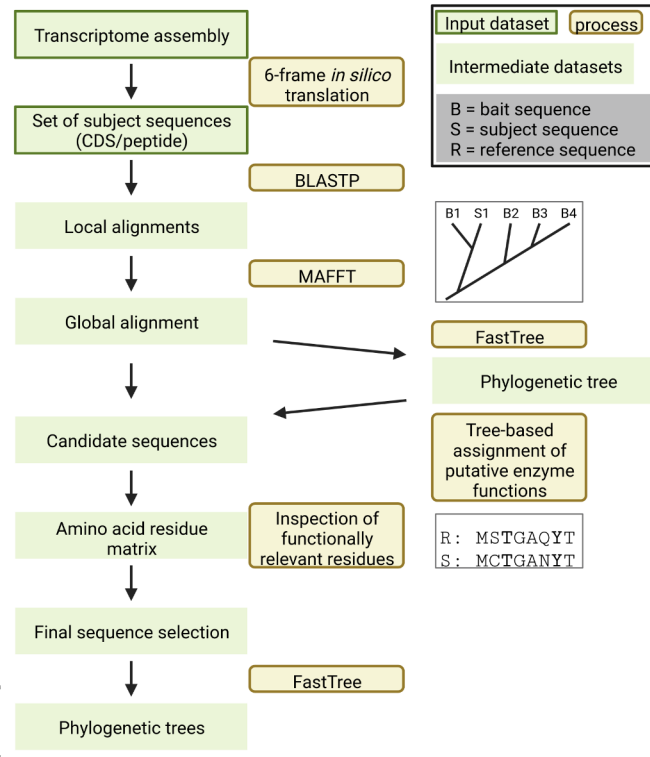 Transcriptome assembly
6-frame in silico
translation
Set of subject sequences
(CDS/peptide)
BLASTP
Local alignments
MAFFT
Global alignment
FastTree
Phylogenetic tree
Tree-based
assignment of
putative enzyme
functions
Candidate sequences
Amino acid residue
matrix
Inspection of
functionally
relevant residues
Final sequence selection
FastTree
Phylogenetic trees
Input dataset
process
Intermediate datasets
B = bait sequence
S = subject sequence
R = reference sequence
B1 S1 B2 B3 B4
R: MSTGAQYT
S: MCTGANYT